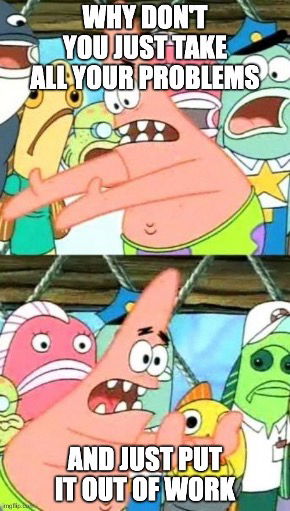 WHY DON'T
YOU JUST TAKE
ALL YOUR PROBLEMS
AND JUST PUT
IT OUT OF WORK
imgflip.com